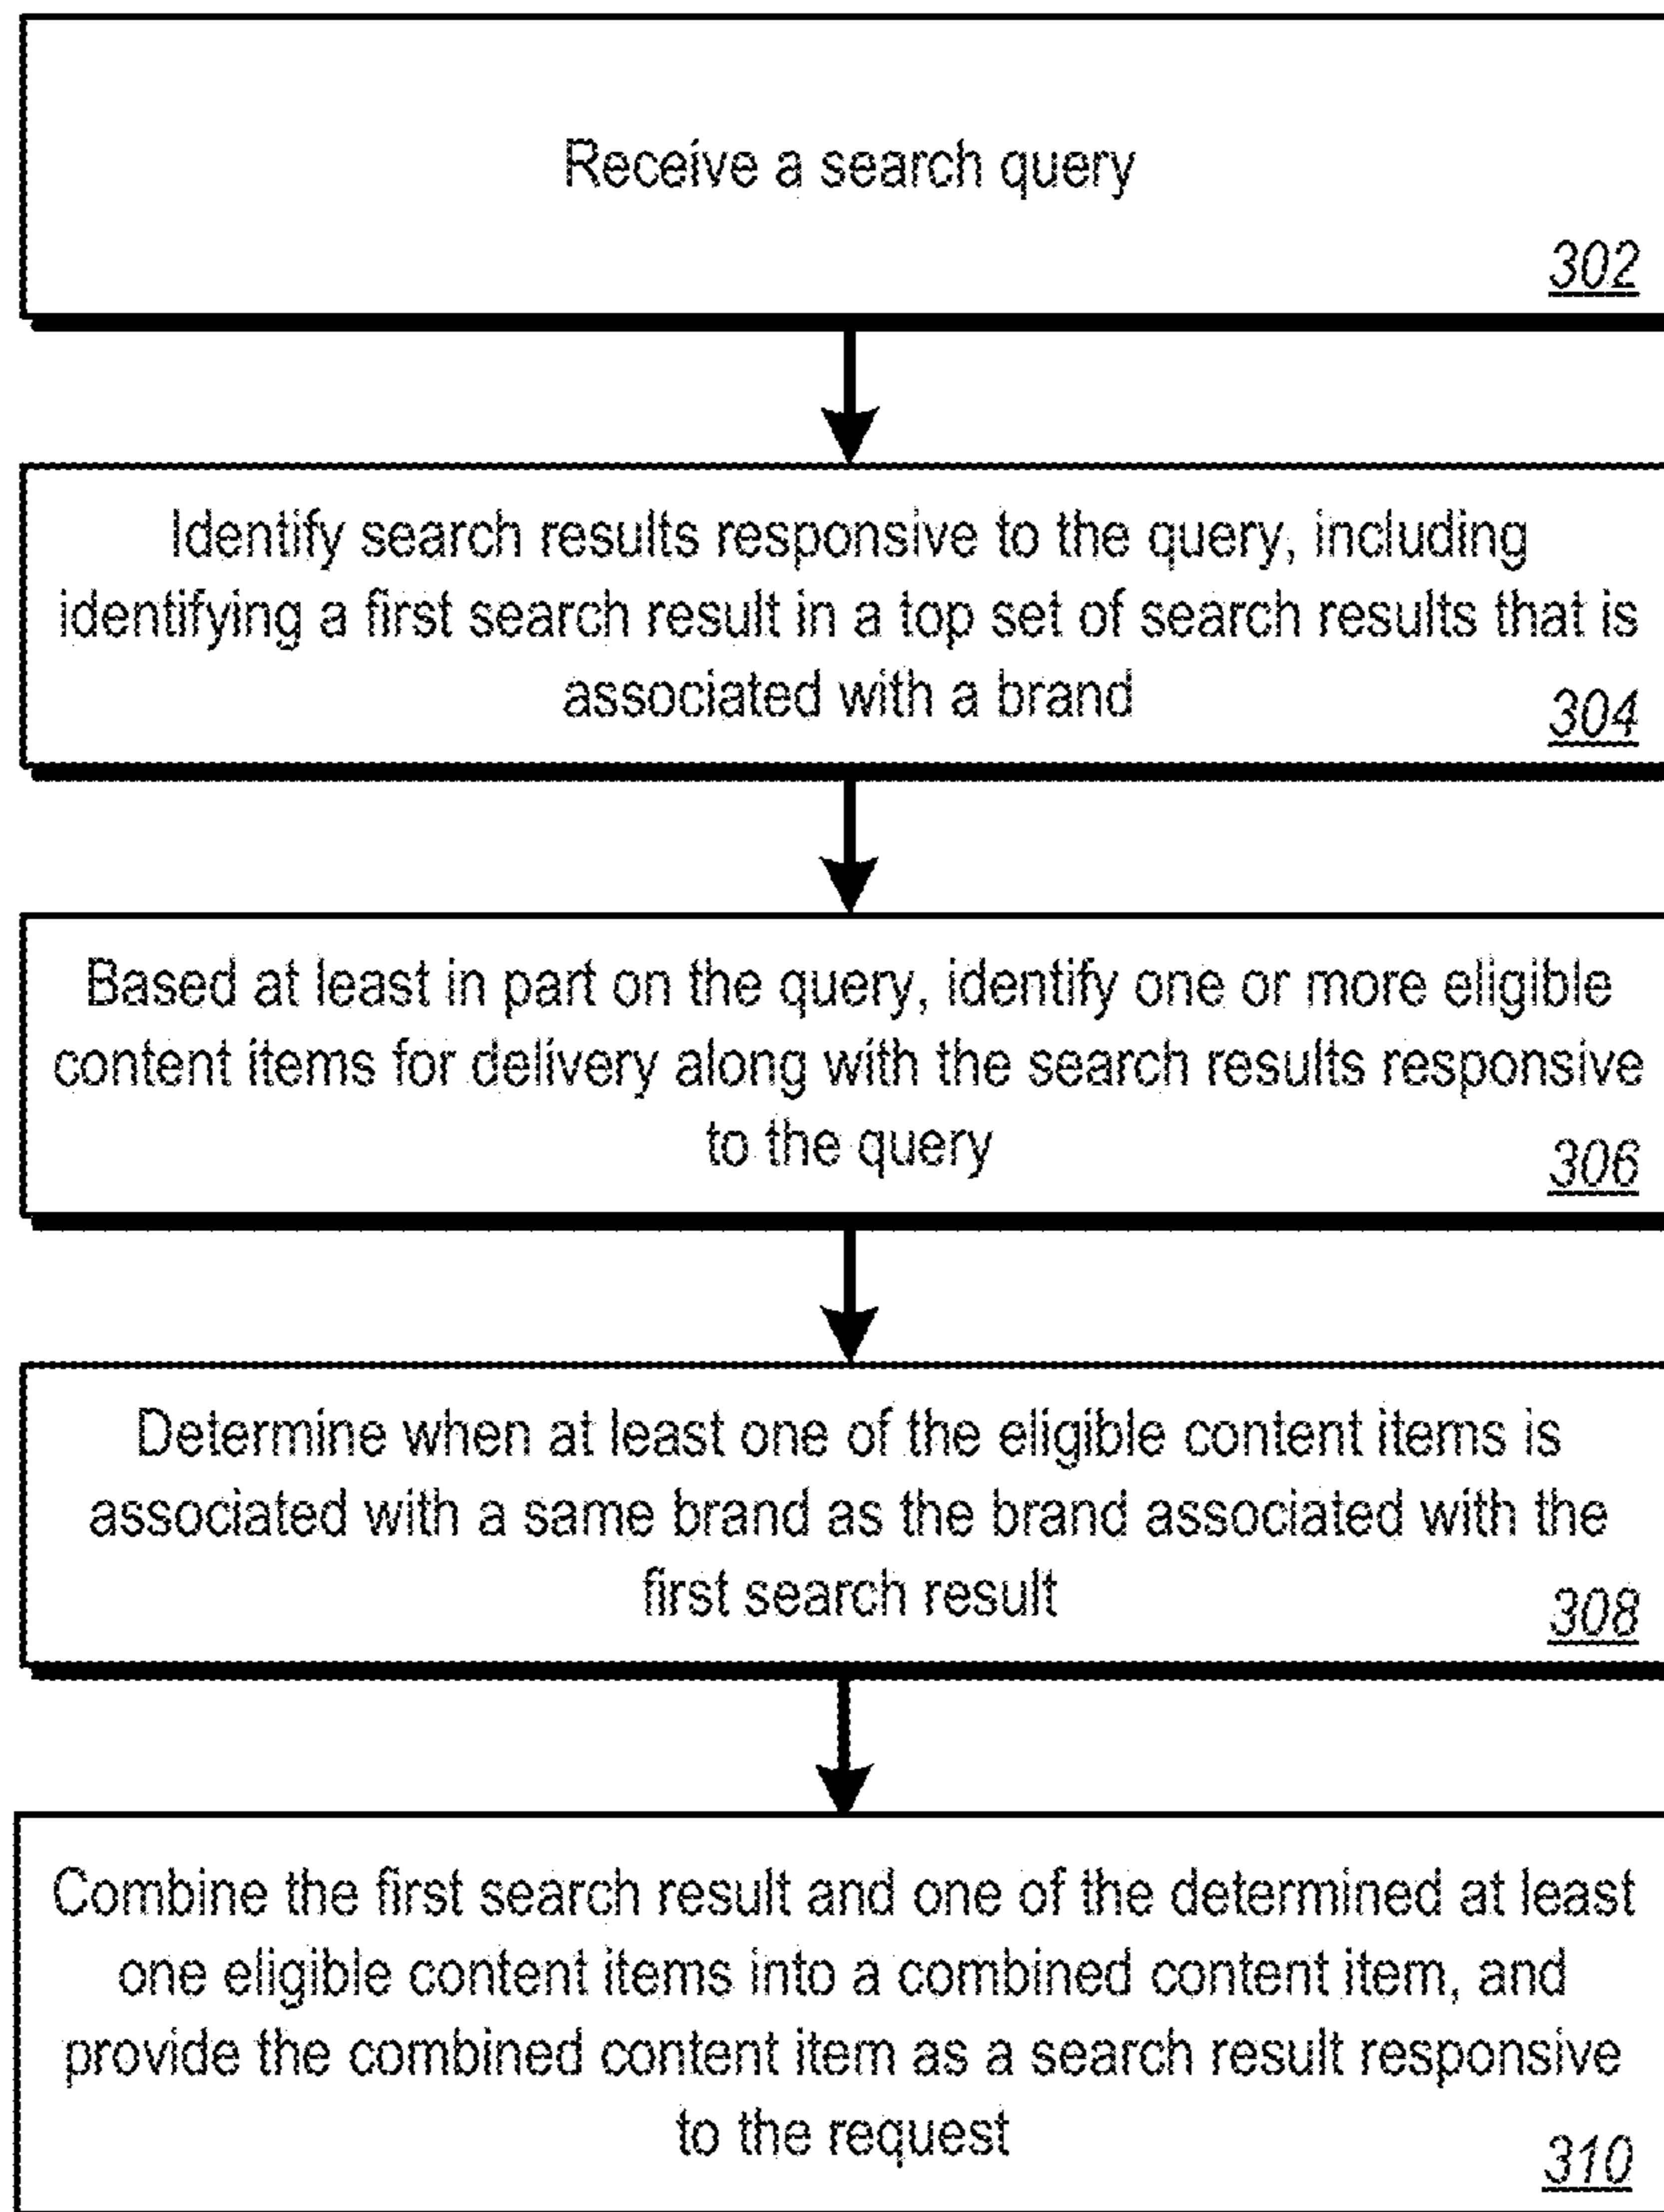 Receive a search query
302
Identify search results responsive to the query, including
identifying a first search result in a top set of search results that is
associated with a brand
304
Based at least in part on the query, identify one or more eligible
content items for delivery along with the search results responsive
to the query
306
Determine when at least one of the eligible content items is
associated with a same brand as the brand associated with the
first search result
308
Combine the first search result and one of the determined at least
one eligible content items into a combined content item, and
provide the combined content item as a search result responsive
to the request
310